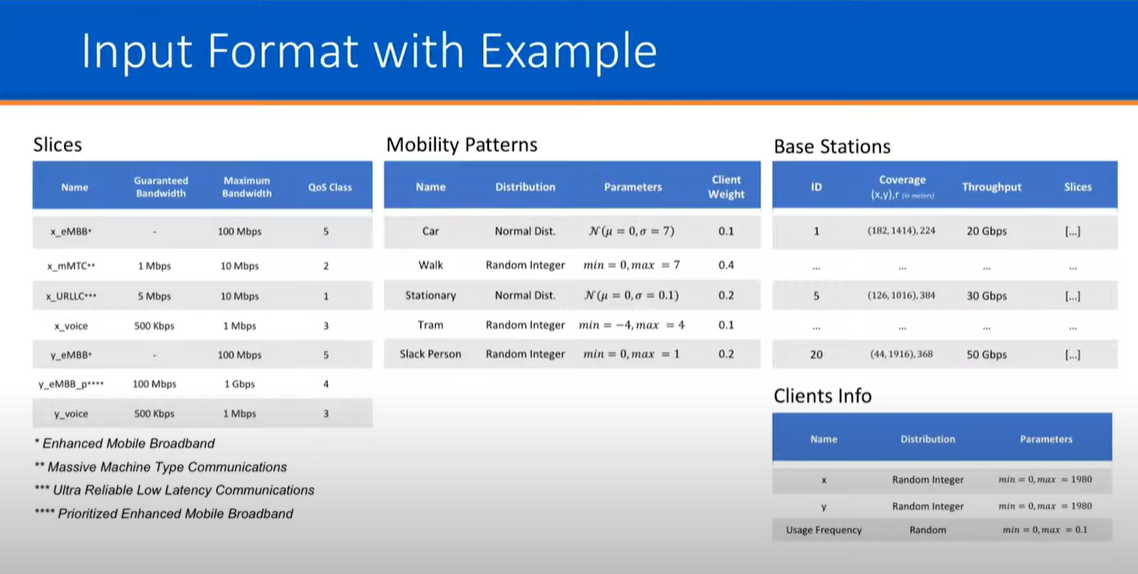 Input Format with Example
Slices
Name Guaranteed Bandwidth Maximum Bandwidth QoS Class
x_eMBB* - 100 Mbps 5
x_mMTC** 1 Mbps 10 Mbps 2
x_URLLC*** 5 Mbps 10 Mbps 1
x_voice 500 Kbps 1 Mbps 3
y_eMBB* - 100 Mbps 5
y_eMBB_p**** 100 Mbps 1 Gbps 4
y_voice 500 Kbps 1 Mbps 3
* Enhanced Mobile Broadband
** Massive Machine Type Communications
*** Ultra Reliable Low Latency Communications
**** Prioritized Enhanced Mobile Broadband
Mobility Patterns
Name Distribution Parameters Client Weight
Car Normal Dist. 𝒩(μ = 0, σ = 7) 0.1
Walk Random Integer min = 0, max = 7 0.4
Stationary Normal Dist. 𝒩(μ = 0, σ = 0.1) 0.2
Tram Random Integer min = −4, max = 4 0.1
Slack Person Random Integer min = 0, max = 1 0.2
Base Stations
ID Coverage (x,y),r (in meters) Throughput Slices
1 (182, 1414), 224 20 Gbps [...]
... ... ... ...
5 (126, 1016), 384 30 Gbps [...]
... ... ... ...
20 (44, 1916), 368 50 Gbps [...]
Clients Info
Name Distribution Parameters
x Random Integer min = 0, max = 1980
y Random Integer min = 0, max = 1980
Usage Frequency Random min = 0, max = 0.1